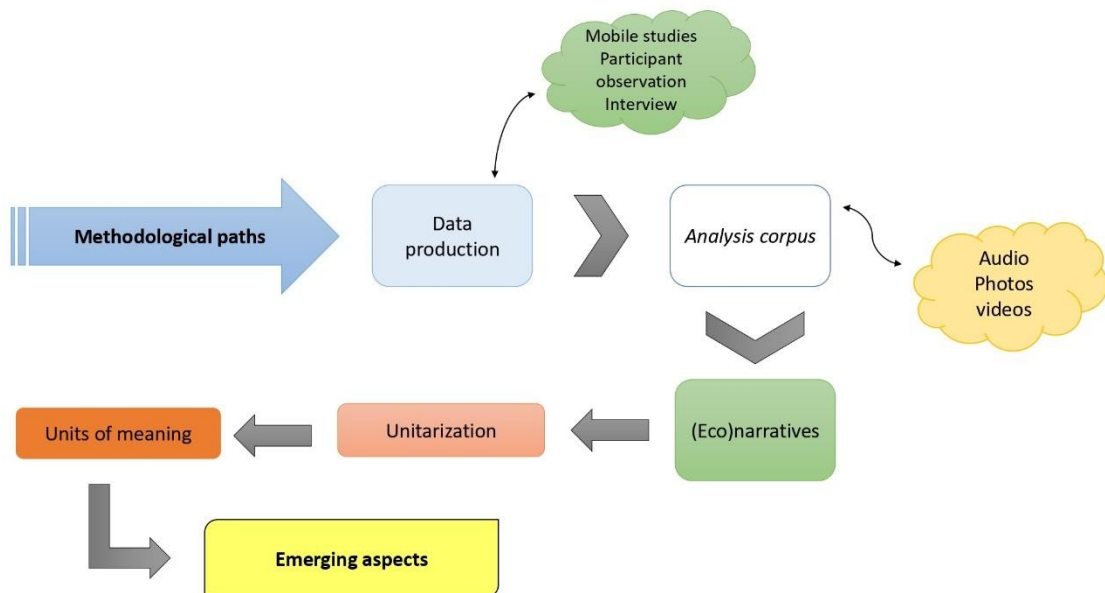 Mobile studies
Participant
observation
Interview
Methodological paths
Data
production
Analysis corpus
Audio
Photos
videos
Units of meaning
Unitarization
(Eco)narratives
Emerging aspects